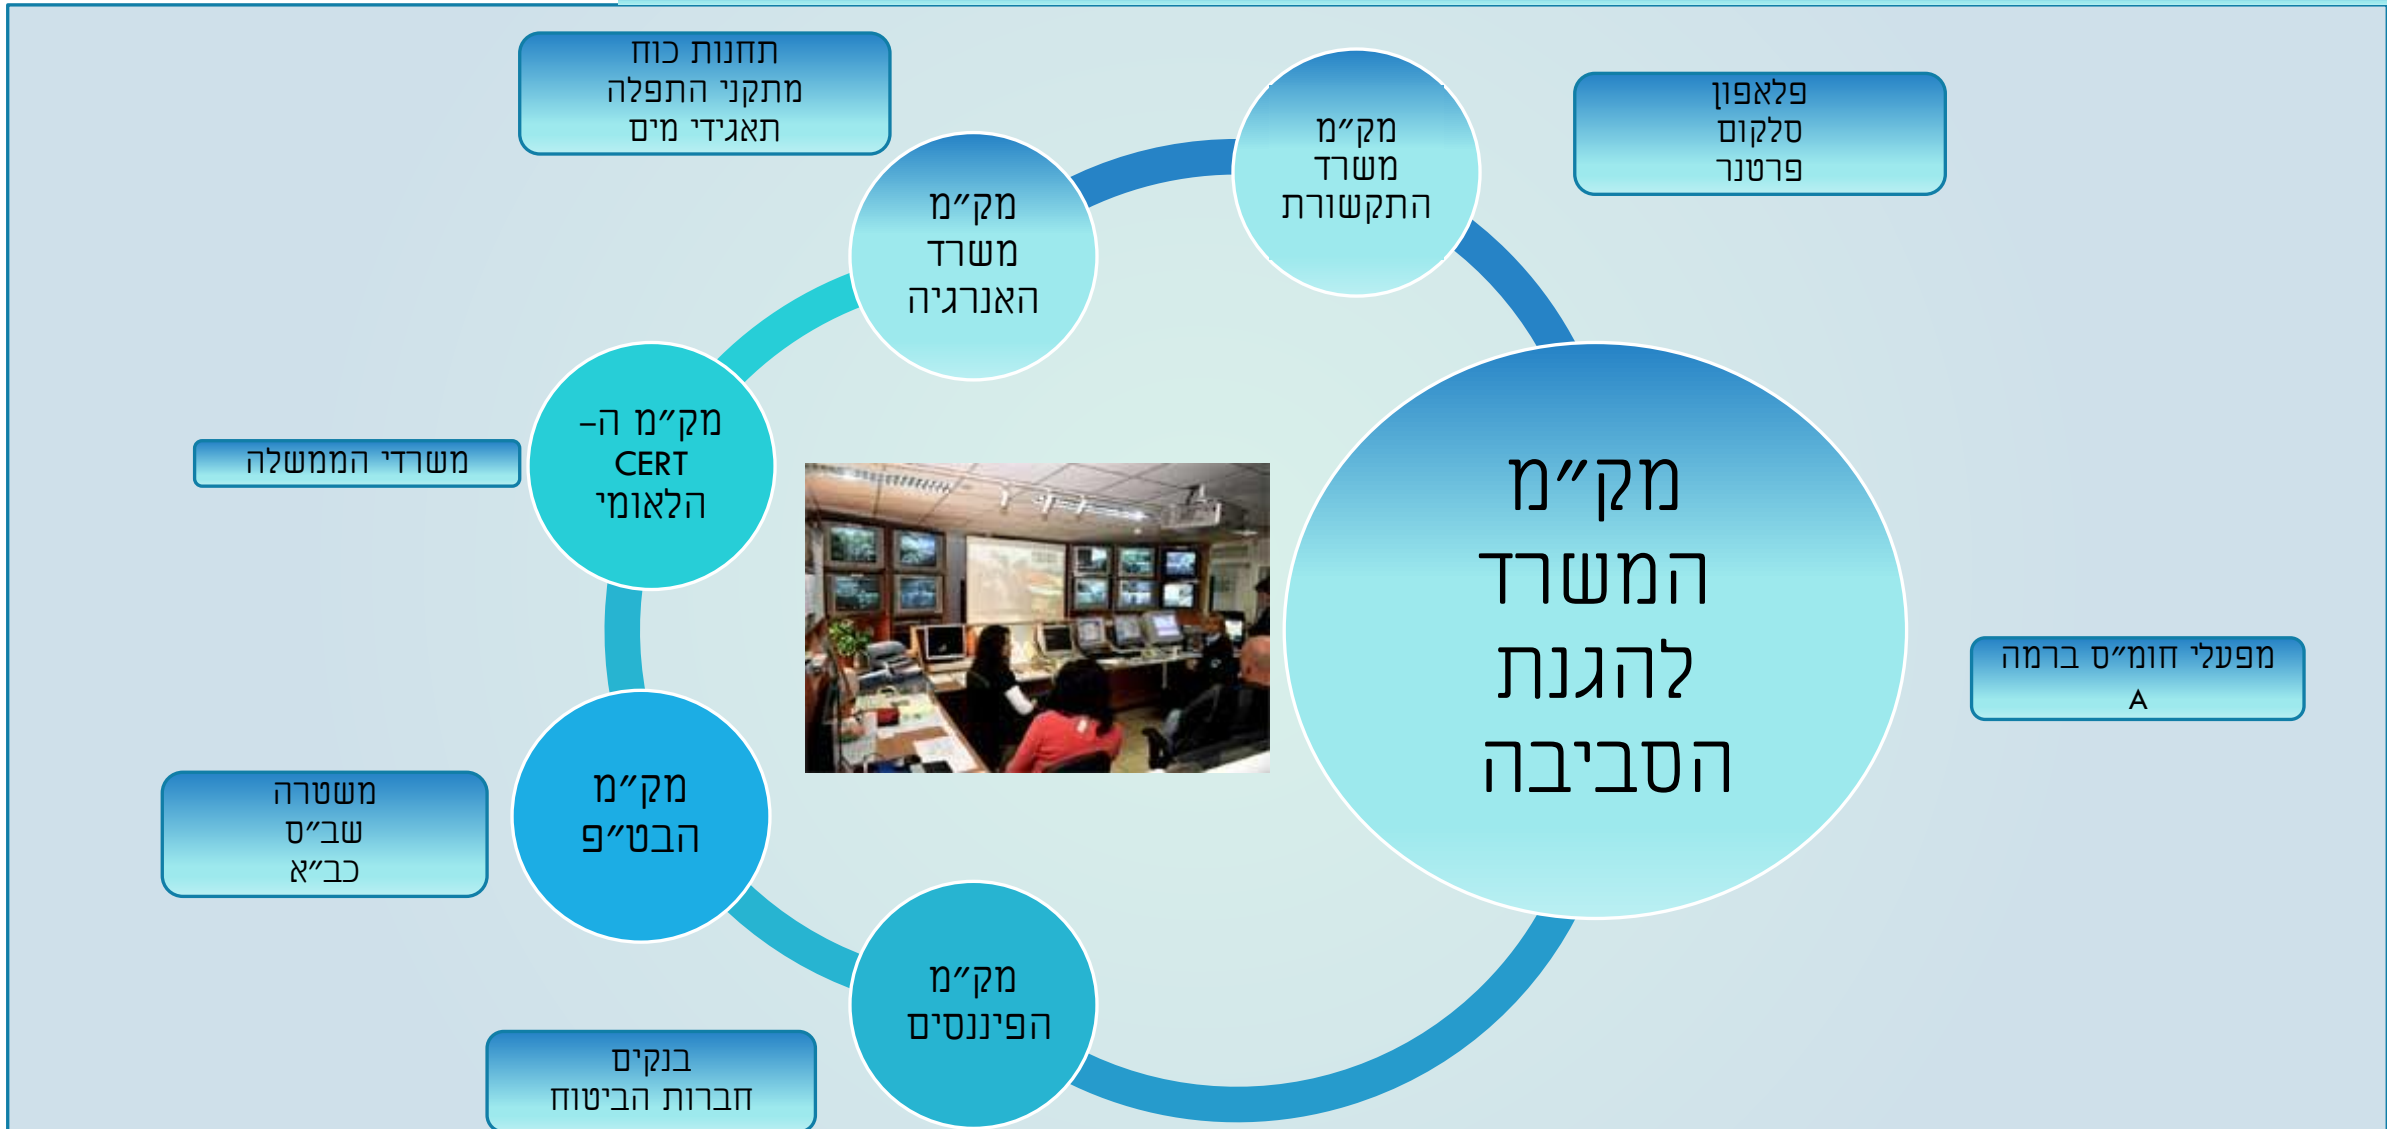 פלאפון
סלקום
פרטנר
מק״מ
משרד
התקשורת
תחנות כוח
מתקני התפלה
תאגידי מים
מק״מ
משרד
האנרגיה
מק״מ
המשרד
להגנת
הסביבה
מפעלי חומ״ס ברמה
A
מק״מ ה-
CERT
הלאומי
משרדי הממשלה
מק״מ
הבט״פ
משטרה
שב״ס
כב״א
מק״מ
הפיננסים
בנקים
חברות הביטוח